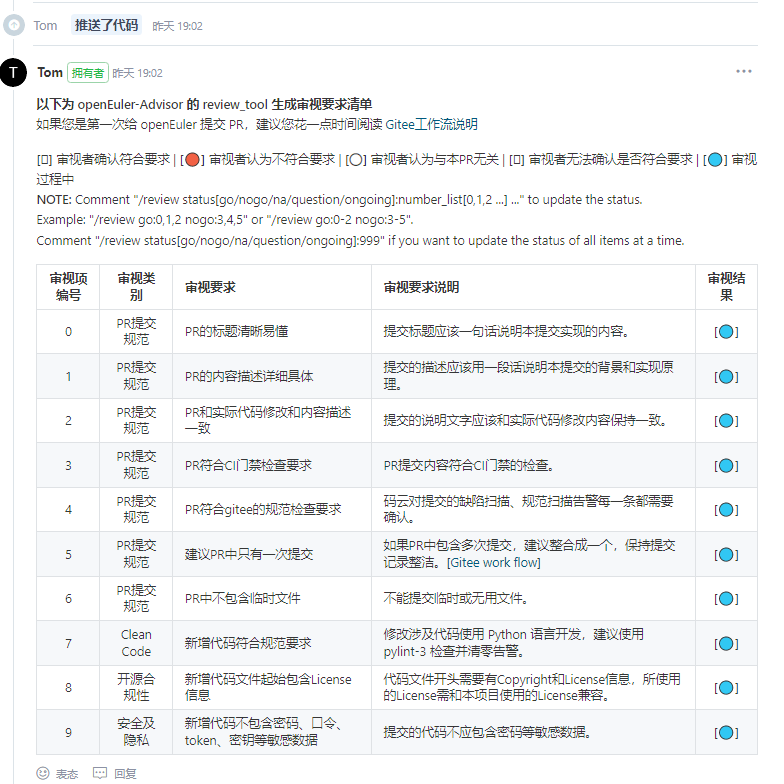 Tom 推送了代码 昨天 19:02
T
Tom 拥有者 昨天 19:02
以下为 openEuler-Advisor 的 review_tool 生成审视要求清单
如果您是第一次给 openEuler 提交 PR，建议您花一点时间阅读 Gitee工作流说明
[▯] 审视者确认符合要求 | [🔴] 审视者认为不符合要求 | [⚪] 审视者认为与本PR无关 | [▯] 审视者无法确认是否符合要求 | [🔵] 审视
过程中
NOTE: Comment "/review status[go/nogo/na/question/ongoing]:number_list[0,1,2 ...] ..." to update the status.
Example: "/review go:0,1,2 nogo:3,4,5" or "/review go:0-2 nogo:3-5".
Comment "/review status[go/nogo/na/question/ongoing]:999" if you want to update the status of all items at a time.
审视项
编号
审视类
别
审视要求
审视要求说明
审视结
果
0
PR提交
规范
PR的标题清晰易懂
提交标题应该一句话说明本提交实现的内容。
[🔵]
1
PR提交
规范
PR的内容描述详细具体
提交的描述应该用一段话说明本提交的背景和实现原
理。
[🔵]
2
PR提交
规范
PR和实际代码修改和内容描述
一致
提交的说明文字应该和实际代码修改内容保持一致。
[🔵]
3
PR提交
规范
PR符合CI门禁检查要求
PR提交内容符合CI门禁的检查。
[🔵]
4
PR提交
规范
PR符合gitee的规范检查要求
码云对提交的缺陷扫描、规范扫描告警每一条都需要
确认。
[🔵]
5
PR提交
规范
建议PR中只有一次提交
如果PR中包含多次提交，建议整合成一个，保持提交
记录整洁。[Gitee work flow]
[🔵]
6
PR提交
规范
PR中不包含临时文件
不能提交临时或无用文件。
[🔵]
7
Clean
Code
新增代码符合规范要求
修改涉及代码使用 Python 语言开发，建议使用
pylint-3 检查并清零告警。
[🔵]
8
开源合
规性
新增代码文件起始包含License
信息
代码文件开头需要有Copyright和License信息，所使用
的License需和本项目使用的License兼容。
[🔵]
9
安全及
隐私
新增代码不包含密码、口令、
token、密钥等敏感数据
提交的代码不应包含密码等敏感数据。
[🔵]
表态 回复